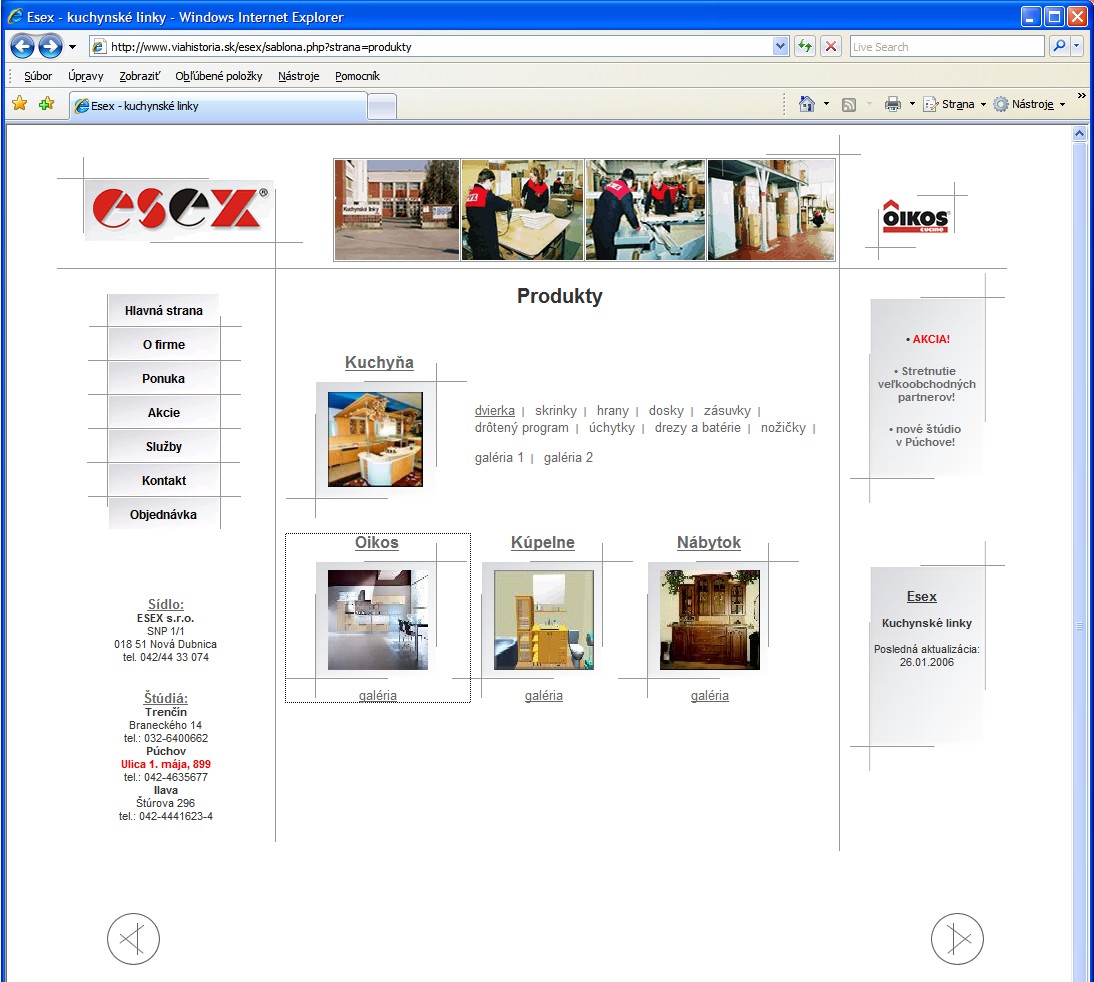 Esex - kuchynské linky - Windows Internet Explorer
http://www.viahistoria.sk/esex/sablona.php?strana=produkty
Live Search
Súbor Úpravy Zobraziť Obľúbené položky Nástroje Pomocník
Esex - kuchynské linky
Strana Nástroje »
esex®
Kuchynské linky
ÔIKOS®
cucine
Hlavná strana
O firme
Ponuka
Akcie
Služby
Kontakt
Objednávka
Sídlo:
ESEX s.r.o.
SNP 1/1
018 51 Nová Dubnica
tel. 042/44 33 074
Štúdiá:
Trenčín
Braneckého 14
tel.: 032-6400662
Púchov
Ulica 1. mája, 899
tel.: 042-4635677
Ilava
Štúrova 296
tel.: 042-4441623-4
Produkty
Kuchyňa
dvierka | skrinky | hrany | dosky | zásuvky |
drôtený program | úchytky | drezy a batérie | nožičky |
galéria 1 | galéria 2
Oikos
galéria
Kúpelne
galéria
Nábytok
galéria
• AKCIA!
• Stretnutie
veľkoobchodných
partnerov!
• nové štúdio
v Púchove!
Esex
Kuchynské linky
Posledná aktualizácia:
26.01.2006